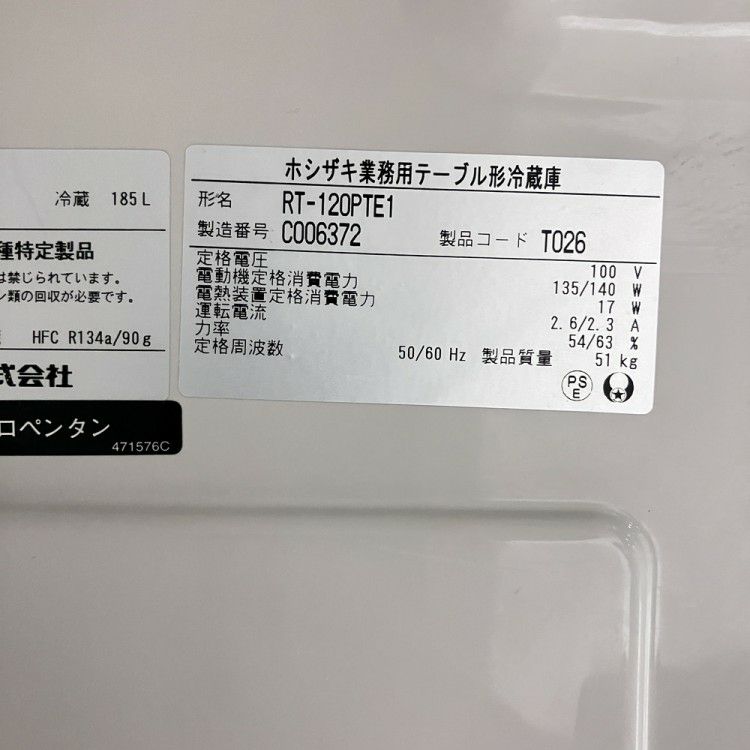 冷蔵 185L
種特定製品
は禁じられています。
ン類の回収が必要です。
HFC R134a/90g
式会社
ロペンタン
471576C
ホシザキ業務用テーブル形冷蔵庫
形名 RT-120PTE1
製造番号 C006372 製品コード T026
定格電圧 100 V
電動機定格消費電力 135/140 W
電熱装置定格消費電力 17 W
運転電流 2.6/2.3 A
力率 54/63 %
定格周波数 50/60 Hz 製品質量 51 kg
PS
E